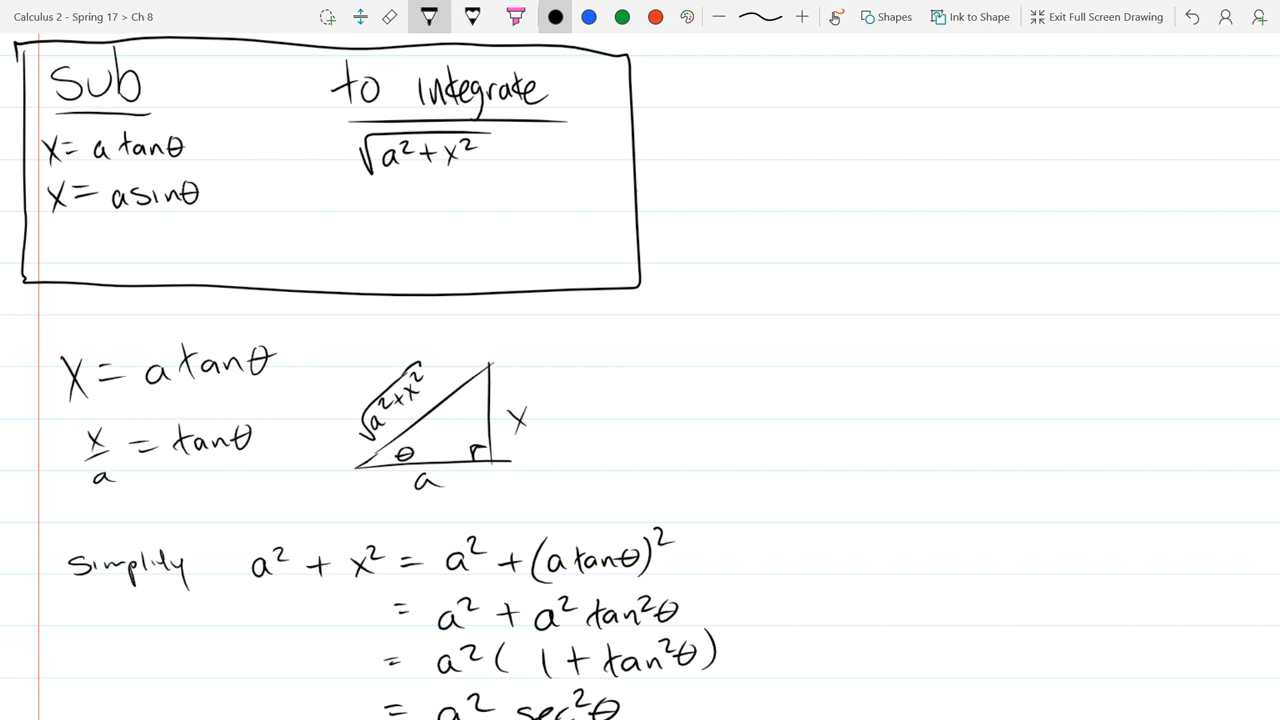 Calculus 2 - Spring 17 > Ch 8
Shapes
Ink to Shape
Exit Full Screen Drawing
Sub to integrate
x = a tanθ √a²+x²
x = a sinθ
x = a tanθ
x/a = tanθ
√a²+x²
x
θ
a
Simplify a² + x² = a² + (a tanθ)²
= a² + a² tan²θ
= a² ( 1 + tan²θ)
= a² sec²θ